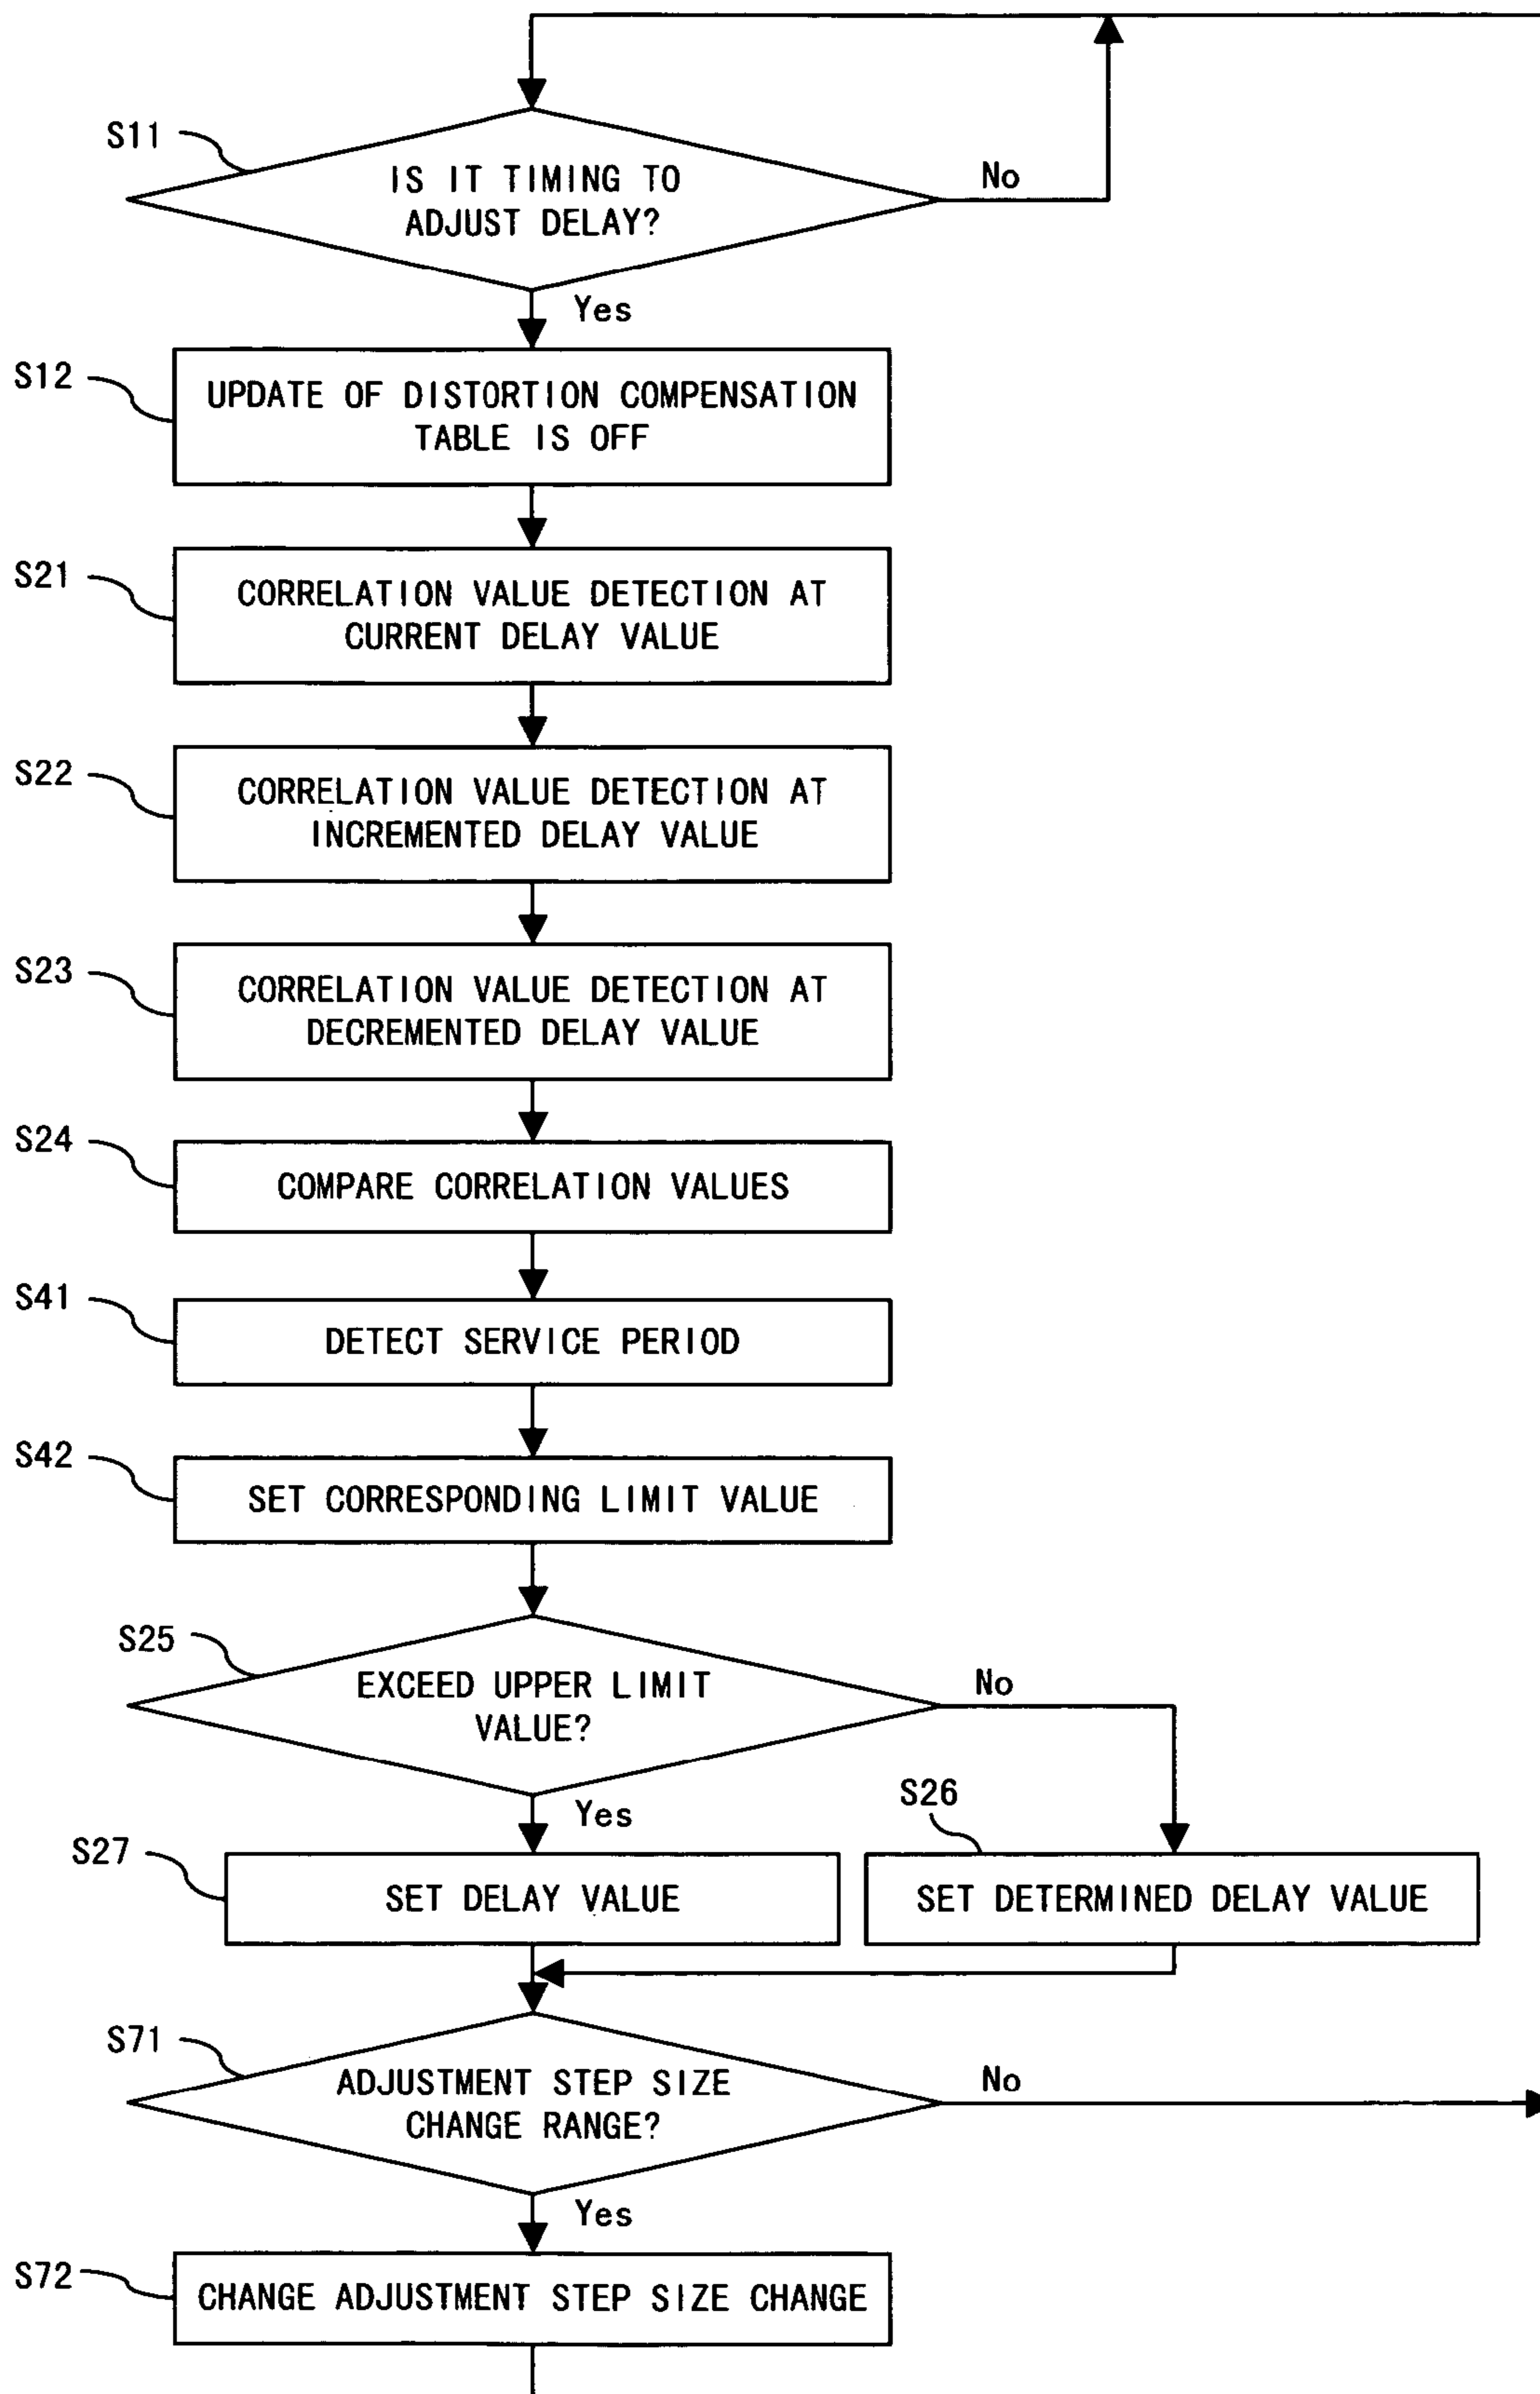 S11
IS IT TIMING TO
ADJUST DELAY?
No
Yes
S12
UPDATE OF DISTORTION COMPENSATION
TABLE IS OFF
S21
CORRELATION VALUE DETECTION AT
CURRENT DELAY VALUE
S22
CORRELATION VALUE DETECTION AT
INCREMENTED DELAY VALUE
S23
CORRELATION VALUE DETECTION AT
DECREMENTED DELAY VALUE
S24
COMPARE CORRELATION VALUES
S41
DETECT SERVICE PERIOD
S42
SET CORRESPONDING LIMIT VALUE
S25
EXCEED UPPER LIMIT
VALUE?
No
Yes
S26
S27
SET DELAY VALUE
SET DETERMINED DELAY VALUE
S71
ADJUSTMENT STEP SIZE
CHANGE RANGE?
No
Yes
S72
CHANGE ADJUSTMENT STEP SIZE CHANGE